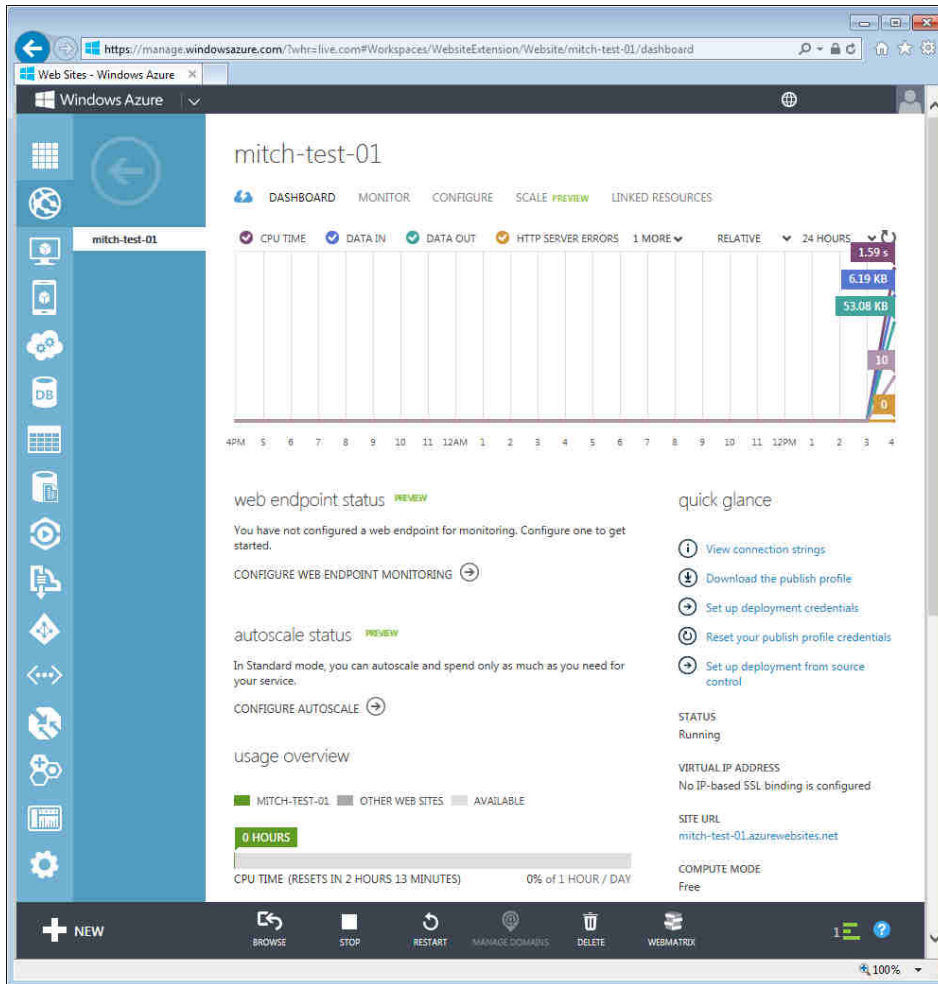 https://manage.windowsazure.com/?whr=live.com#Workspaces/WebsiteExtension/Website/mitch-test-01/dashboard
Web Sites - Windows Azure
Windows Azure
mitch-test-01
DASHBOARD MONITOR CONFIGURE SCALE PREVIEW LINKED RESOURCES
mitch-test-01
CPU TIME DATA IN DATA OUT HTTP SERVER ERRORS 1 MORE RELATIVE 24 HOURS
1.59 s
6.19 KB
53.08 KB
10
0
4PM 5 6 7 8 9 10 11 12AM 1 2 3 4 5 6 7 8 9 10 11 12PM 1 2 3 4
web endpoint status PREVIEW
You have not configured a web endpoint for monitoring. Configure one to get
started.
CONFIGURE WEB ENDPOINT MONITORING
autoscale status PREVIEW
In Standard mode, you can autoscale and spend only as much as you need for
your service.
CONFIGURE AUTOSCALE
usage overview
MITCH-TEST-01 OTHER WEB SITES AVAILABLE
0 HOURS
CPU TIME (RESETS IN 2 HOURS 13 MINUTES) 0% of 1 HOUR / DAY
quick glance
View connection strings
Download the publish profile
Set up deployment credentials
Reset your publish profile credentials
Set up deployment from source
control
STATUS
Running
VIRTUAL IP ADDRESS
No IP-based SSL binding is configured
SITE URL
mitch-test-01.azurewebsites.net
COMPUTE MODE
Free
DB
NEW
BROWSE STOP RESTART MANAGE DOMAINS DELETE WEBMATRIX
1
?
100%